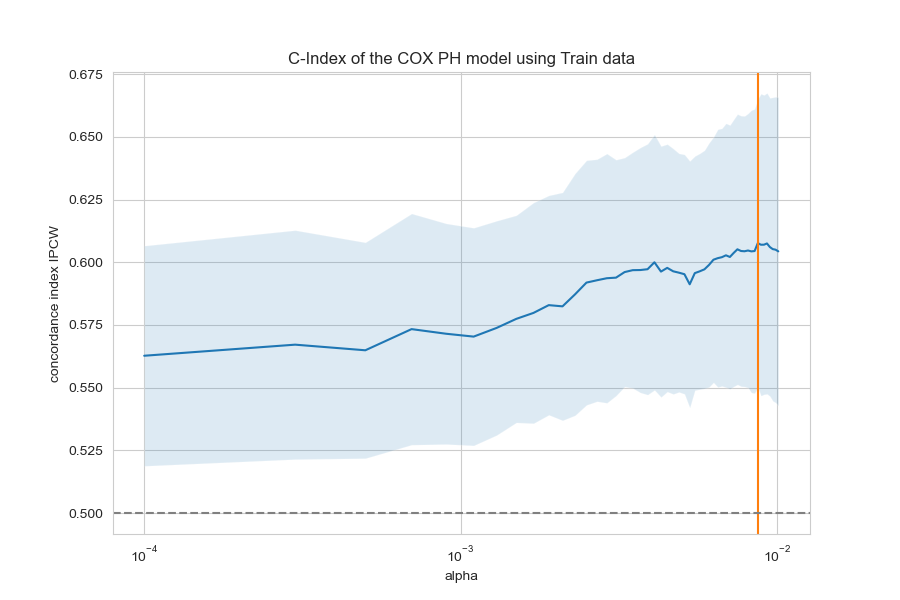 C-Index of the COX PH model using Train data
0.675
0.650
0.625
0.600
0.575
0.550
0.525
0.500
concordance index IPCW
10⁻⁴ 10⁻³ 10⁻²
alpha